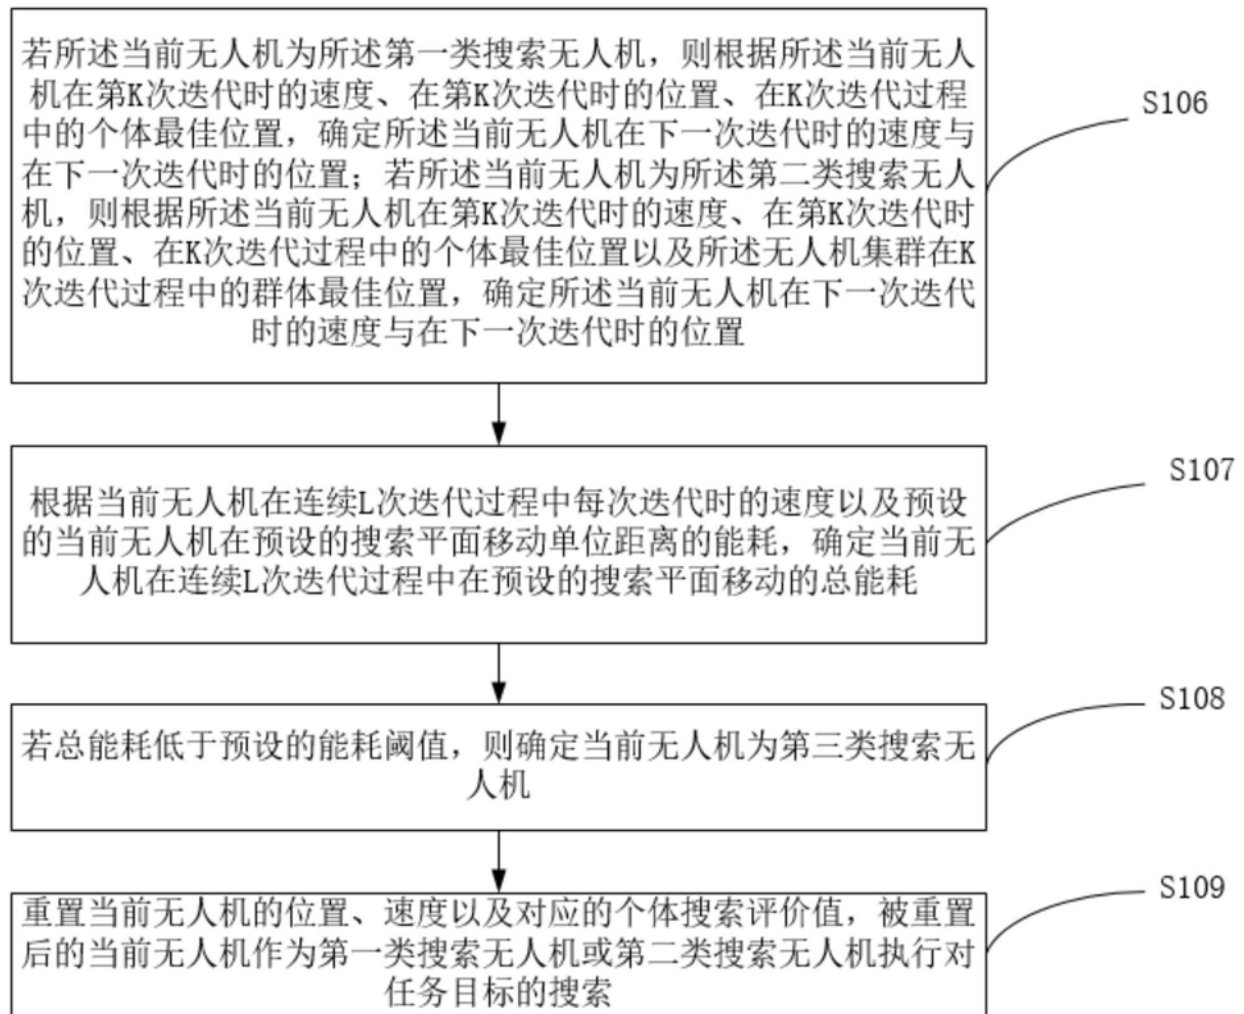 若所述当前无人机为所述第一类搜索无人机，则根据所述当前无人
机在第K次迭代时的速度、在第K次迭代时的位置、在K次迭代过程
中的个体最佳位置，确定所述当前无人机在下一次迭代时的速度与
在下一次迭代时的位置；若所述当前无人机为所述第二类搜索无人
机，则根据所述当前无人机在第K次迭代时的速度、在第K次迭代时
的位置、在K次迭代过程中的个体最佳位置以及所述无人机集群在K
次迭代过程中的群体最佳位置，确定所述当前无人机在下一次迭代
时的速度与在下一次迭代时的位置
S106
根据当前无人机在连续L次迭代过程中每次迭代时的速度以及预设
的当前无人机在预设的搜索平面移动单位距离的能耗，确定当前无
人机在连续L次迭代过程中在预设的搜索平面移动的总能耗
S107
若总能耗低于预设的能耗阈值，则确定当前无人机为第三类搜索无
人机
S108
重置当前无人机的位置、速度以及对应的个体搜索评价值，被重置
后的当前无人机作为第一类搜索无人机或第二类搜索无人机执行对
任务目标的搜索
S109